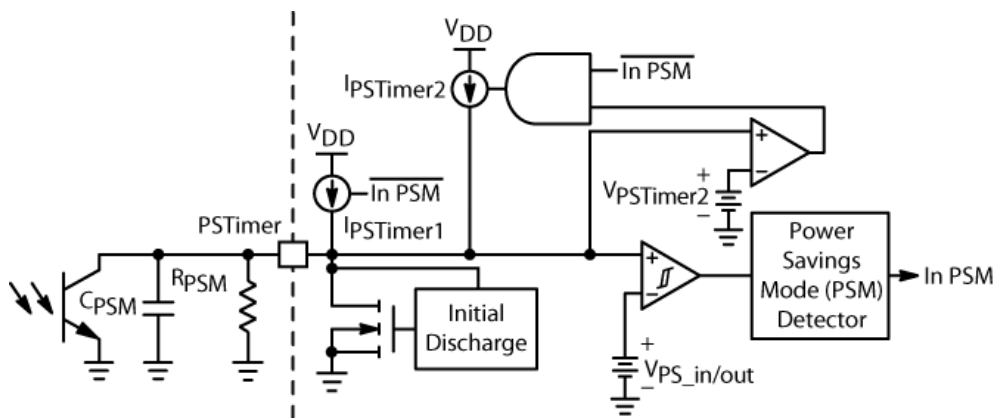 VDD
IPSTimer2
In PSM
VDD
In PSM
IPSTimer1
PSTimer
CPSM
RPSM
Initial
Discharge
+
−
+
VPSTimer2
−
+
−
+
VPS_in/out
−
Power
Savings
Mode (PSM)
Detector
In PSM